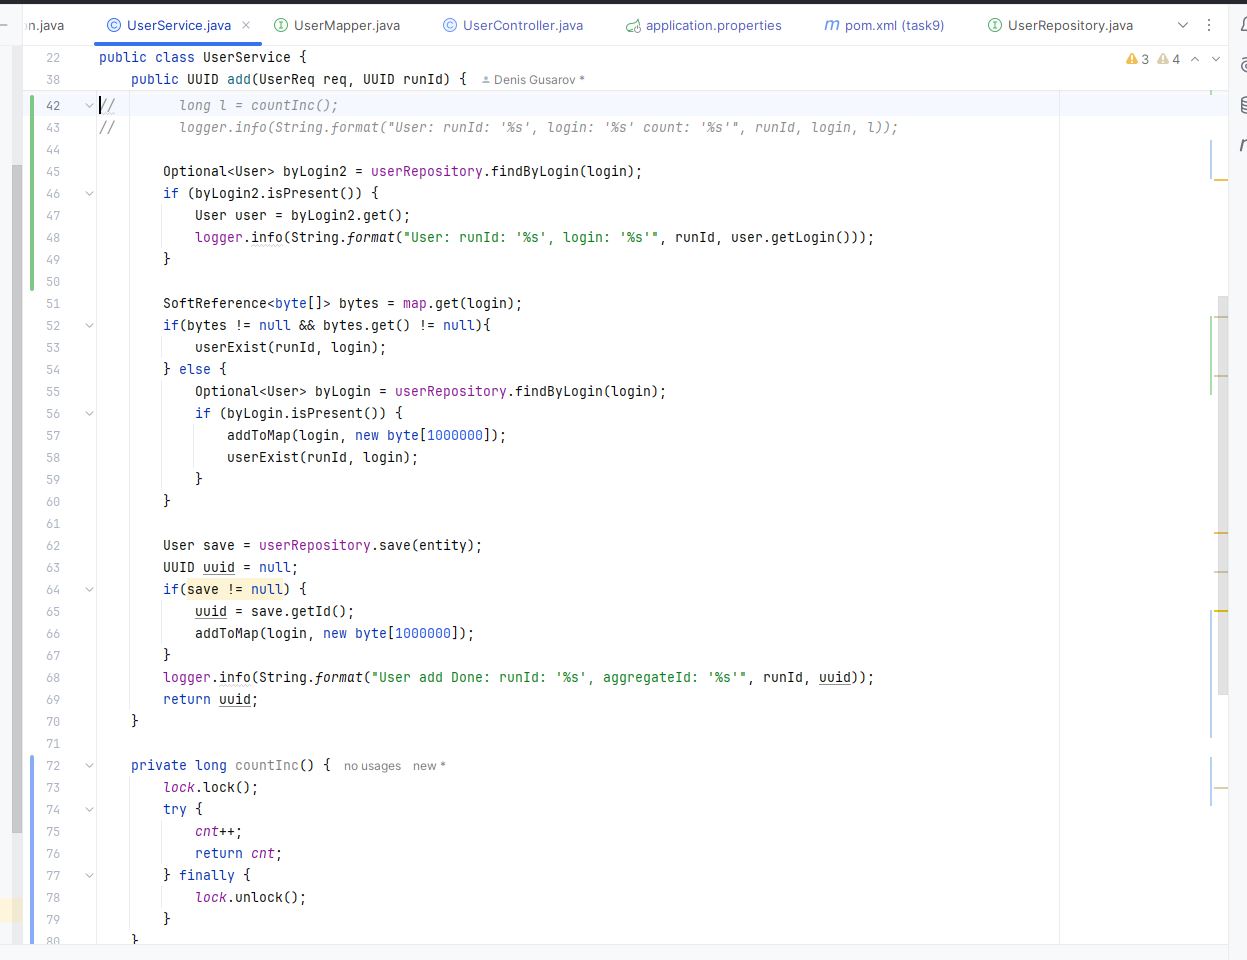 n.java UserService.java × UserMapper.java UserController.java application.properties pom.xml (task9) UserRepository.java
22 public class UserService { 3 4
38 public UUID add(UserReq req, UUID runId) { Denis Gusarov *
42 // long l = countInc();
43 // logger.info(String.format("User: runId: '%s', login: '%s' count: '%s'", runId, login, l));
44
45 Optional<User> byLogin2 = userRepository.findByLogin(login);
46 if (byLogin2.isPresent()) {
47 User user = byLogin2.get();
48 logger.info(String.format("User: runId: '%s', login: '%s'", runId, user.getLogin()));
49 }
50
51 SoftReference<byte[]> bytes = map.get(login);
52 if(bytes != null && bytes.get() != null){
53 userExist(runId, login);
54 } else {
55 Optional<User> byLogin = userRepository.findByLogin(login);
56 if (byLogin.isPresent()) {
57 addToMap(login, new byte[1000000]);
58 userExist(runId, login);
59 }
60 }
61
62 User save = userRepository.save(entity);
63 UUID uuid = null;
64 if(save != null) {
65 uuid = save.getId();
66 addToMap(login, new byte[1000000]);
67 }
68 logger.info(String.format("User add Done: runId: '%s', aggregateId: '%s'", runId, uuid));
69 return uuid;
70 }
71
72 private long countInc() { no usages new *
73 lock.lock();
74 try {
75 cnt++;
76 return cnt;
77 } finally {
78 lock.unlock();
79 }
80 }